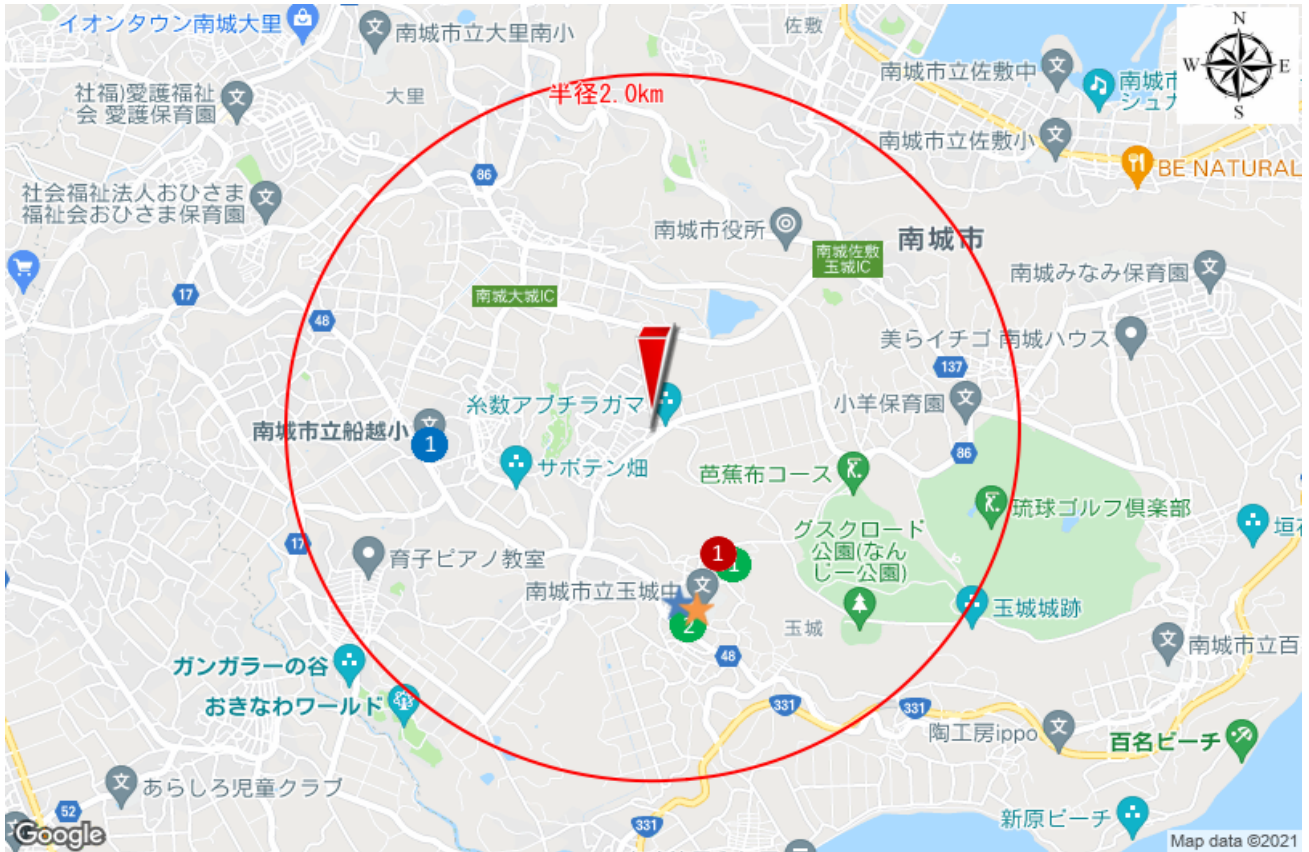 イオンタウン南城大里
南城市立大里南小
佐敷
N
W
E
S
南城市立佐敷中
南城市
シュガ
社福)愛護福祉
会 愛護保育園
大里
半径2.0km
南城市立佐敷小
BE NATURAL
86
社会福祉法人おひさま
福祉会おひさま保育園
南城市役所
南城市
南城佐敷
玉城IC
南城みなみ保育園
17
南城大城IC
48
美らイチゴ 南城ハウス
137
糸数アブチラガマ
小羊保育園
南城市立船越小
1
サボテン畑
芭蕉布コース
86
琉球ゴルフ倶楽部
グスクロード
公園(なん
じー公園)
17
育子ピアノ教室
1
1
南城市立玉城中
2
玉城
玉城城跡
48
南城市立百
ガンガラーの谷
おきなわワールド
331
331
陶工房ippo
百名ビーチ
あらしろ児童クラブ
52
331
新原ビーチ
Google
Map data ©2021